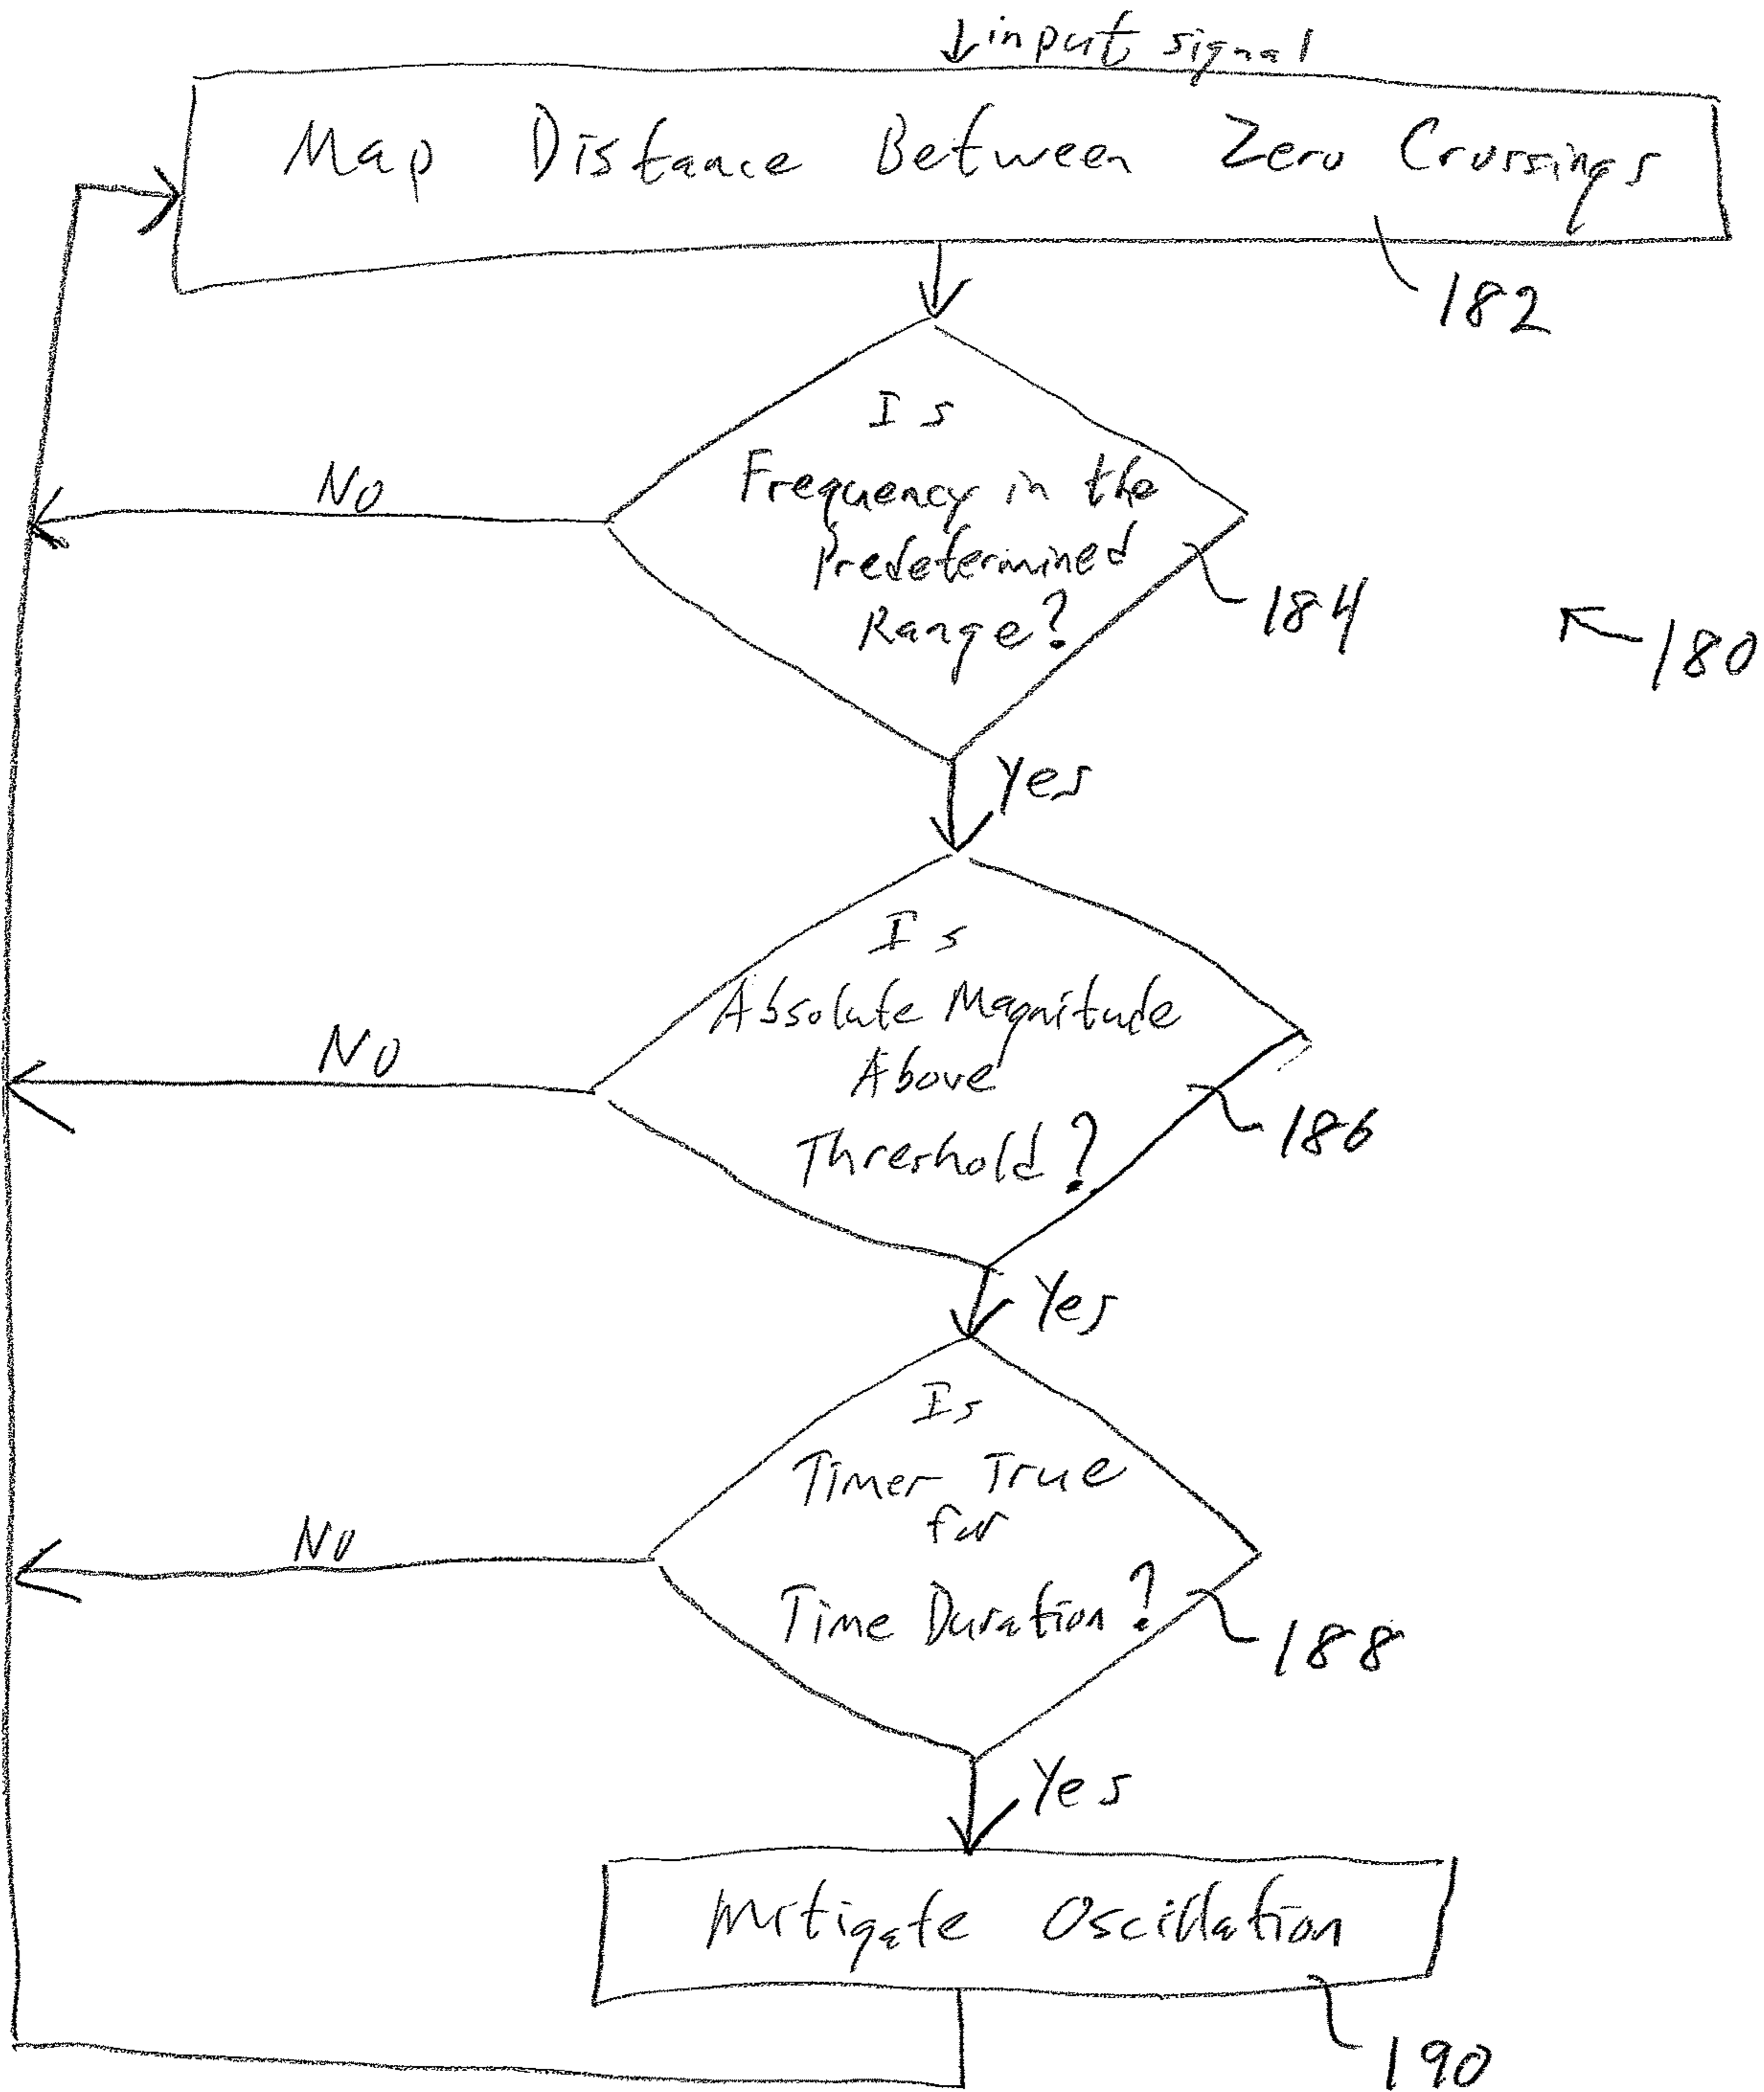 input signal
Map Distance Between Zero Crossings
182
Is
Frequency in the
Predetermined
Range?
No
184
180
Yes
Is
Absolute Magnitude
Above
Threshold?
No
186
Yes
Is
Timer True
for
Time Duration?
No
188
Yes
Mitigate Oscillation
190